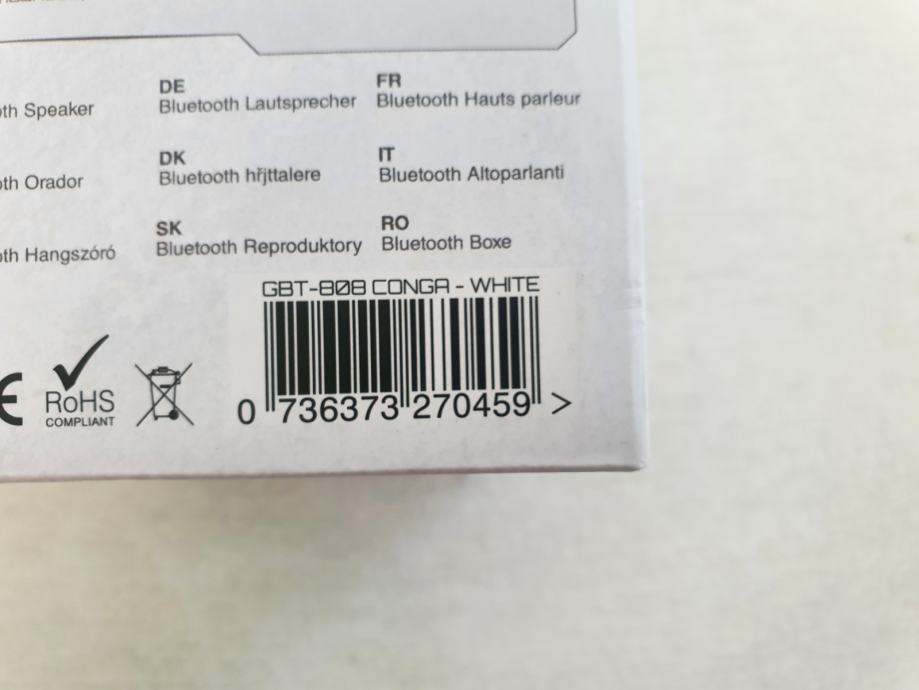 DE
Bluetooth Lautsprecher
FR
Bluetooth Hauts parleur
Speaker
DK
Bluetooth hřjttalere
IT
Bluetooth Altoparlanti
Orador
SK
Bluetooth Reproduktory
RO
Bluetooth Boxe
Hangszóró
GBT-808 CONGA - WHITE
RoHS
COMPLIANT
0 736373 270459 >